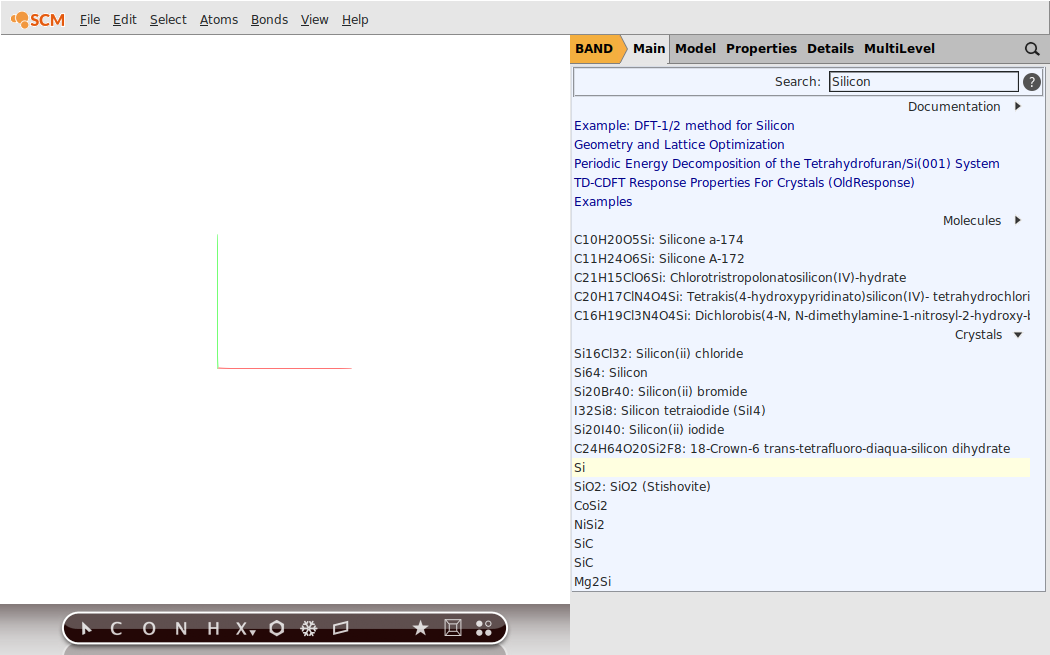 SCM File Edit Select Atoms Bonds View Help
BAND Main Model Properties Details MultiLevel
Search: Silicon ?
Documentation
Example: DFT-1/2 method for Silicon
Geometry and Lattice Optimization
Periodic Energy Decomposition of the Tetrahydrofuran/Si(001) System
TD-CDFT Response Properties For Crystals (OldResponse)
Examples
Molecules
C10H20O5Si: Silicone a-174
C11H24O6Si: Silicone A-172
C21H15ClO6Si: Chlorotristropolonatosilicon(IV)-hydrate
C20H17ClN4O4Si: Tetrakis(4-hydroxypyridinato)silicon(IV)- tetrahydrochlori
C16H19Cl3N4O4Si: Dichlorobis(4-N, N-dimethylamine-1-nitrosyl-2-hydroxy-b
Crystals
Si16Cl32: Silicon(ii) chloride
Si64: Silicon
Si20Br40: Silicon(ii) bromide
I32Si8: Silicon tetraiodide (SiI4)
Si20I40: Silicon(ii) iodide
C24H64O20Si2F8: 18-Crown-6 trans-tetrafluoro-diaqua-silicon dihydrate
Si
SiO2: SiO2 (Stishovite)
CoSi2
NiSi2
SiC
SiC
Mg2Si
C O N H X